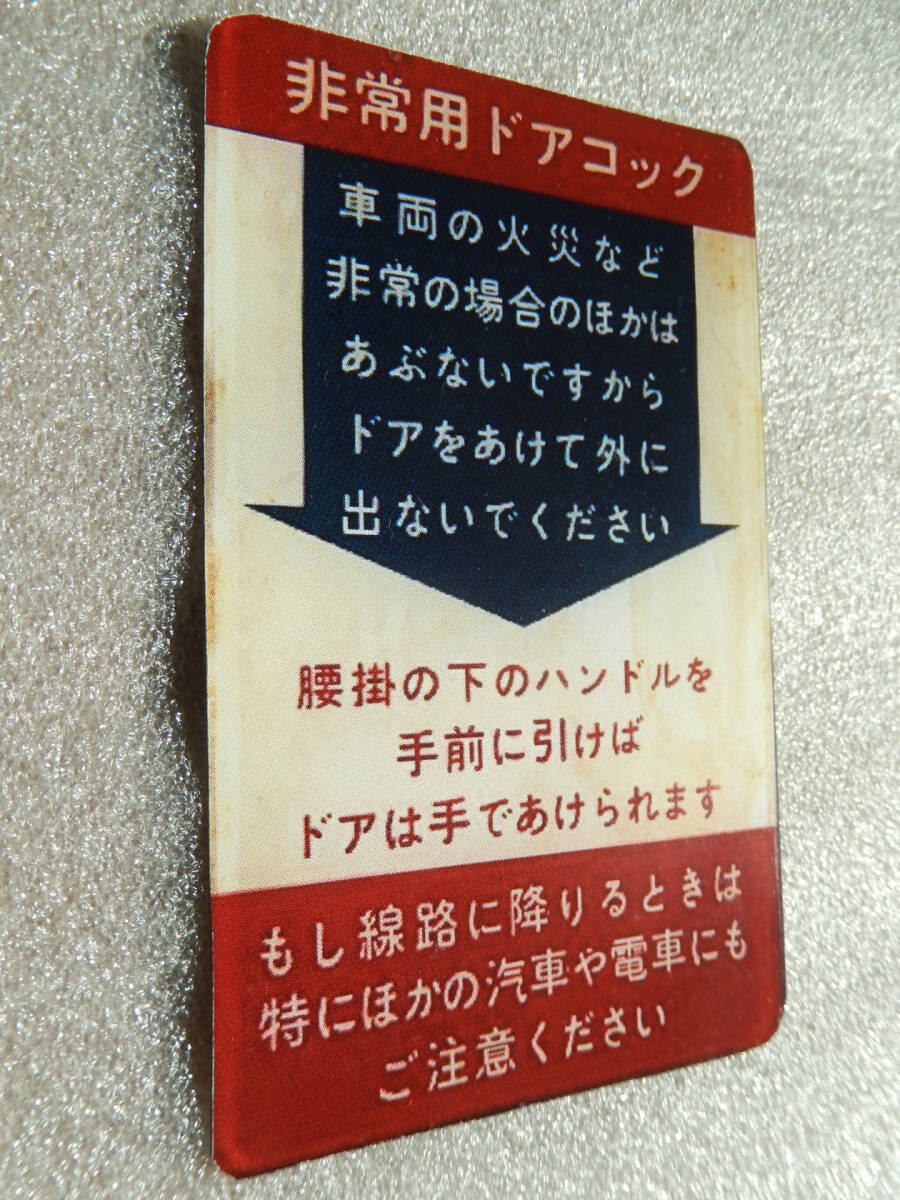 非常用ドアコック
車両の火災など
非常の場合のほかは
あぶないですから
ドアをあけて外に
出ないでください
腰掛の下のハンドルを
手前に引けば
ドアは手であけられます
もし線路に降りるときは
特にほかの汽車や電車にも
ご注意ください